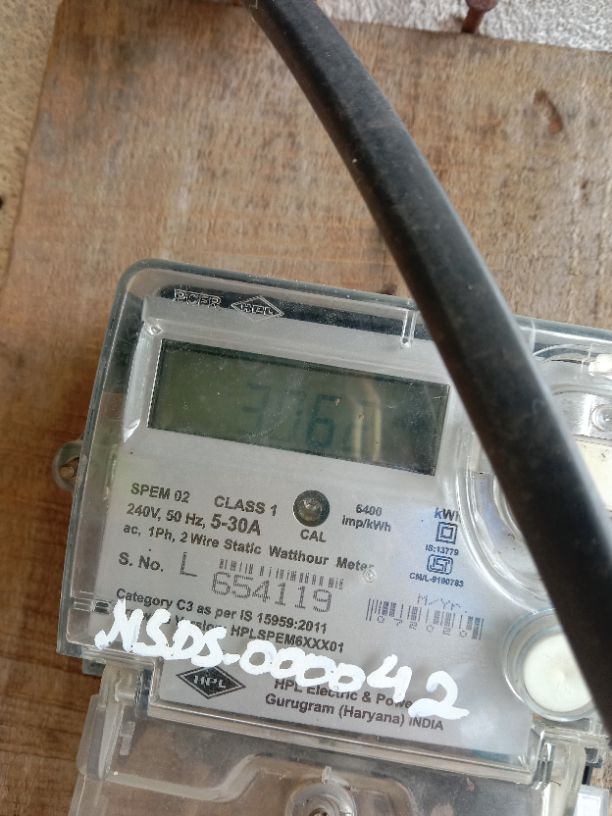 HPL
SPEM 02 CLASS 1 6400 kWh
240V, 50 Hz, 5-30A CAL imp/kWh
ac, 1Ph, 2 Wire Static Watthour Meter IS:13779
S. No. L 654119 CM/L-9190783
Category C3 as per IS 15959:2011 M/Yr.
HPLSPEM6XXX01
NSDS-000042
HPL HPL Electric & Powe
Gurugram (Haryana) INDIA